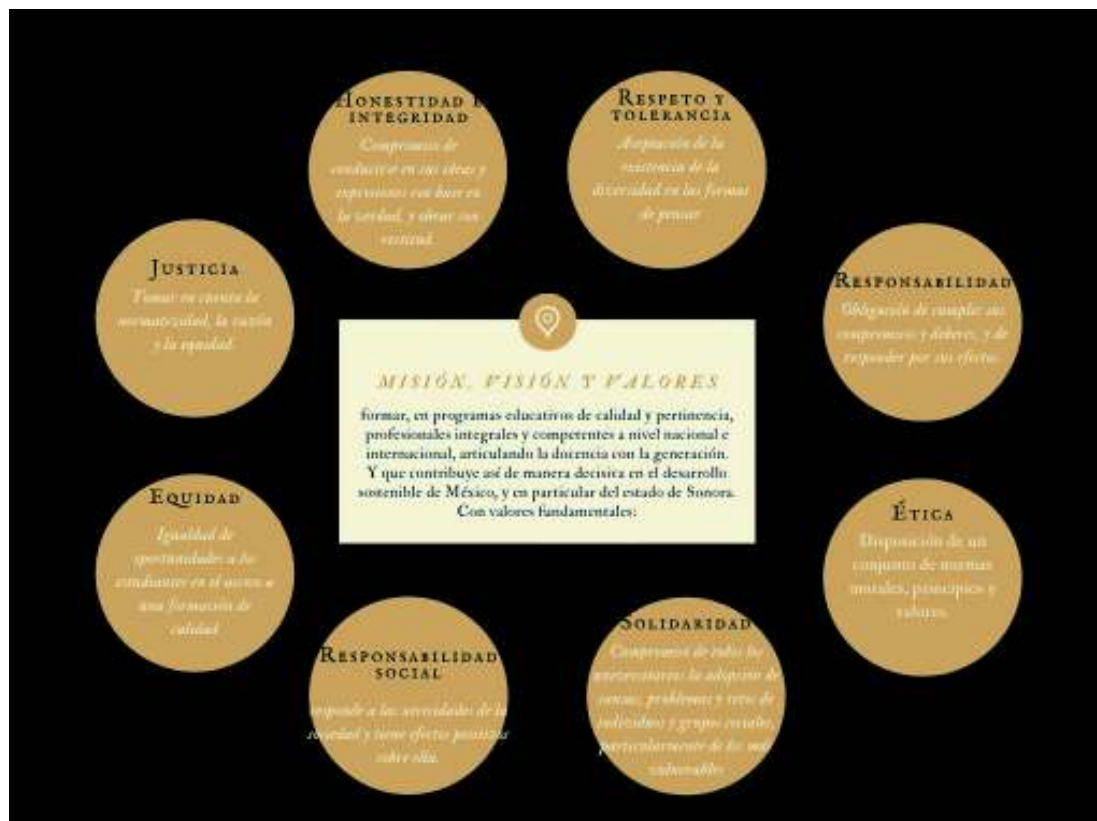 HONESTIDAD E
INTEGRIDAD
Compromiso de
conducirse en sus ideas y
expresiones con base en
la verdad, y obrar con
rectitud.
RESPETO Y
TOLERANCIA
Aceptación de la
existencia de la
diversidad en las formas
de pensar
JUSTICIA
Tomar en cuenta la
normatividad, la razón
y la equidad.
RESPONSABILIDAD
Obligación de cumplir sus
compromisos y deberes, y de
responder por sus efectos.
MISIÓN, VISIÓN Y VALORES
formar, en programas educativos de calidad y pertinencia,
profesionales integrales y competentes a nivel nacional e
internacional, articulando la docencia con la generación.
Y que contribuye así de manera decisica en el desarrollo
sostenible de México, y en particular del estado de Sonora.
Con valores fundamentales:
EQUIDAD
Igualdad de
oportunidades a los
estudiantes en el acceso a
una formación de
calidad
ÉTICA
Disposición de un
conjunto de normas
morales, principios y
valores.
RESPONSABILIDAD
SOCIAL
responde a las necesidades de la
sociedad y tiene efectos positivos
sobre ella.
SOLIDARIDAD
Compromiso de todos los
universitarios: la adopción de
causas, problemas y retos de
individuos y grupos sociales,
particularmente de los más
vulnerables